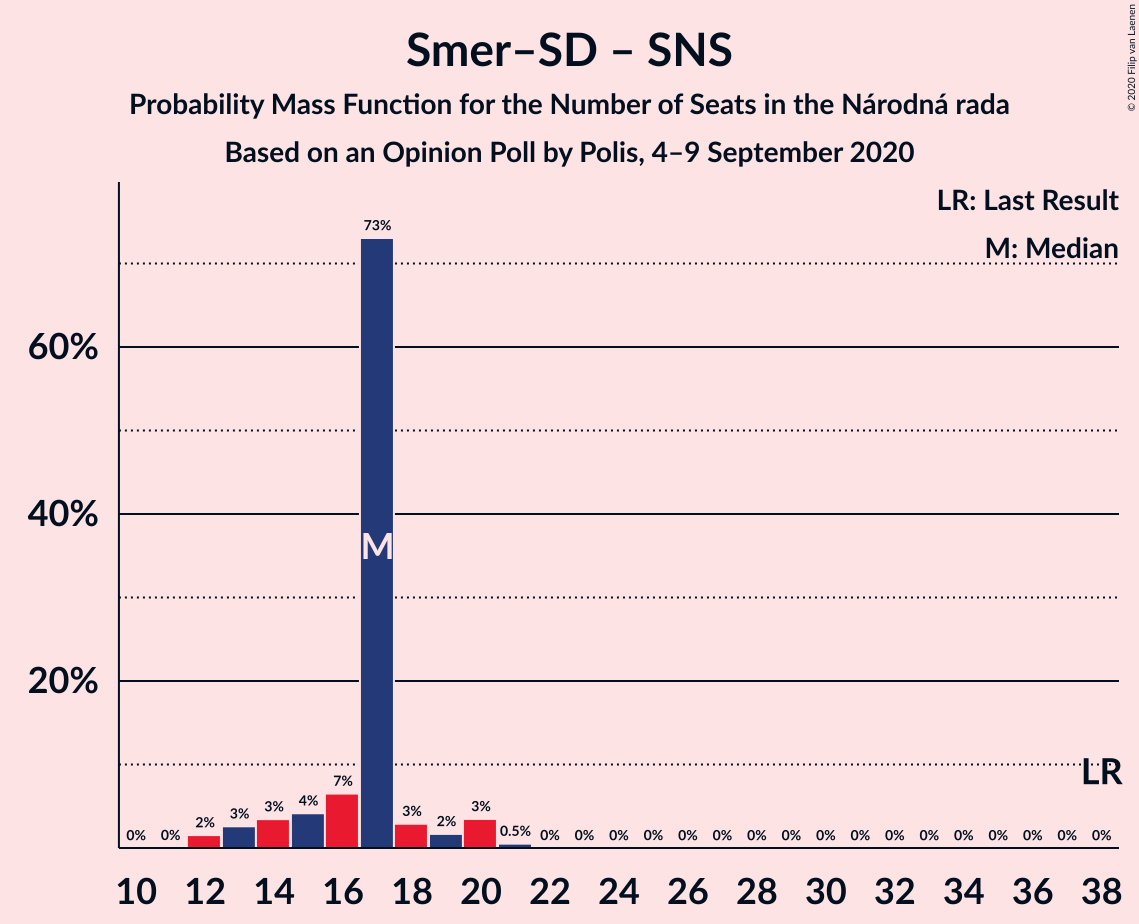 Smer–SD – SNS
Probability Mass Function for the Number of Seats in the Národná rada
Based on an Opinion Poll by Polis, 4–9 September 2020
© 2020 Filip van Laenen
LR: Last Result
M: Median
73%
60%
40%
M
20%
LR
0% 0% 2% 3% 3% 4% 7% 3% 2% 3% 0.5% 0% 0% 0% 0% 0% 0% 0% 0% 0% 0% 0% 0% 0% 0% 0% 0% 0%
10 12 14 16 18 20 22 24 26 28 30 32 34 36 38